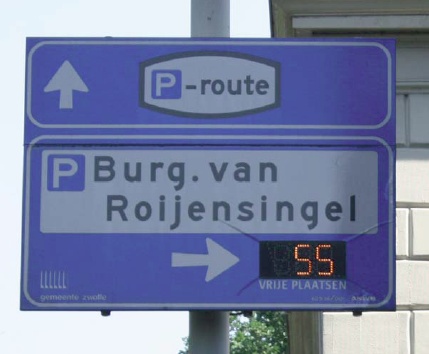 P-route
P Burg. van
Roijensingel
55
VRIJE PLAATSEN
gemeente zwolle